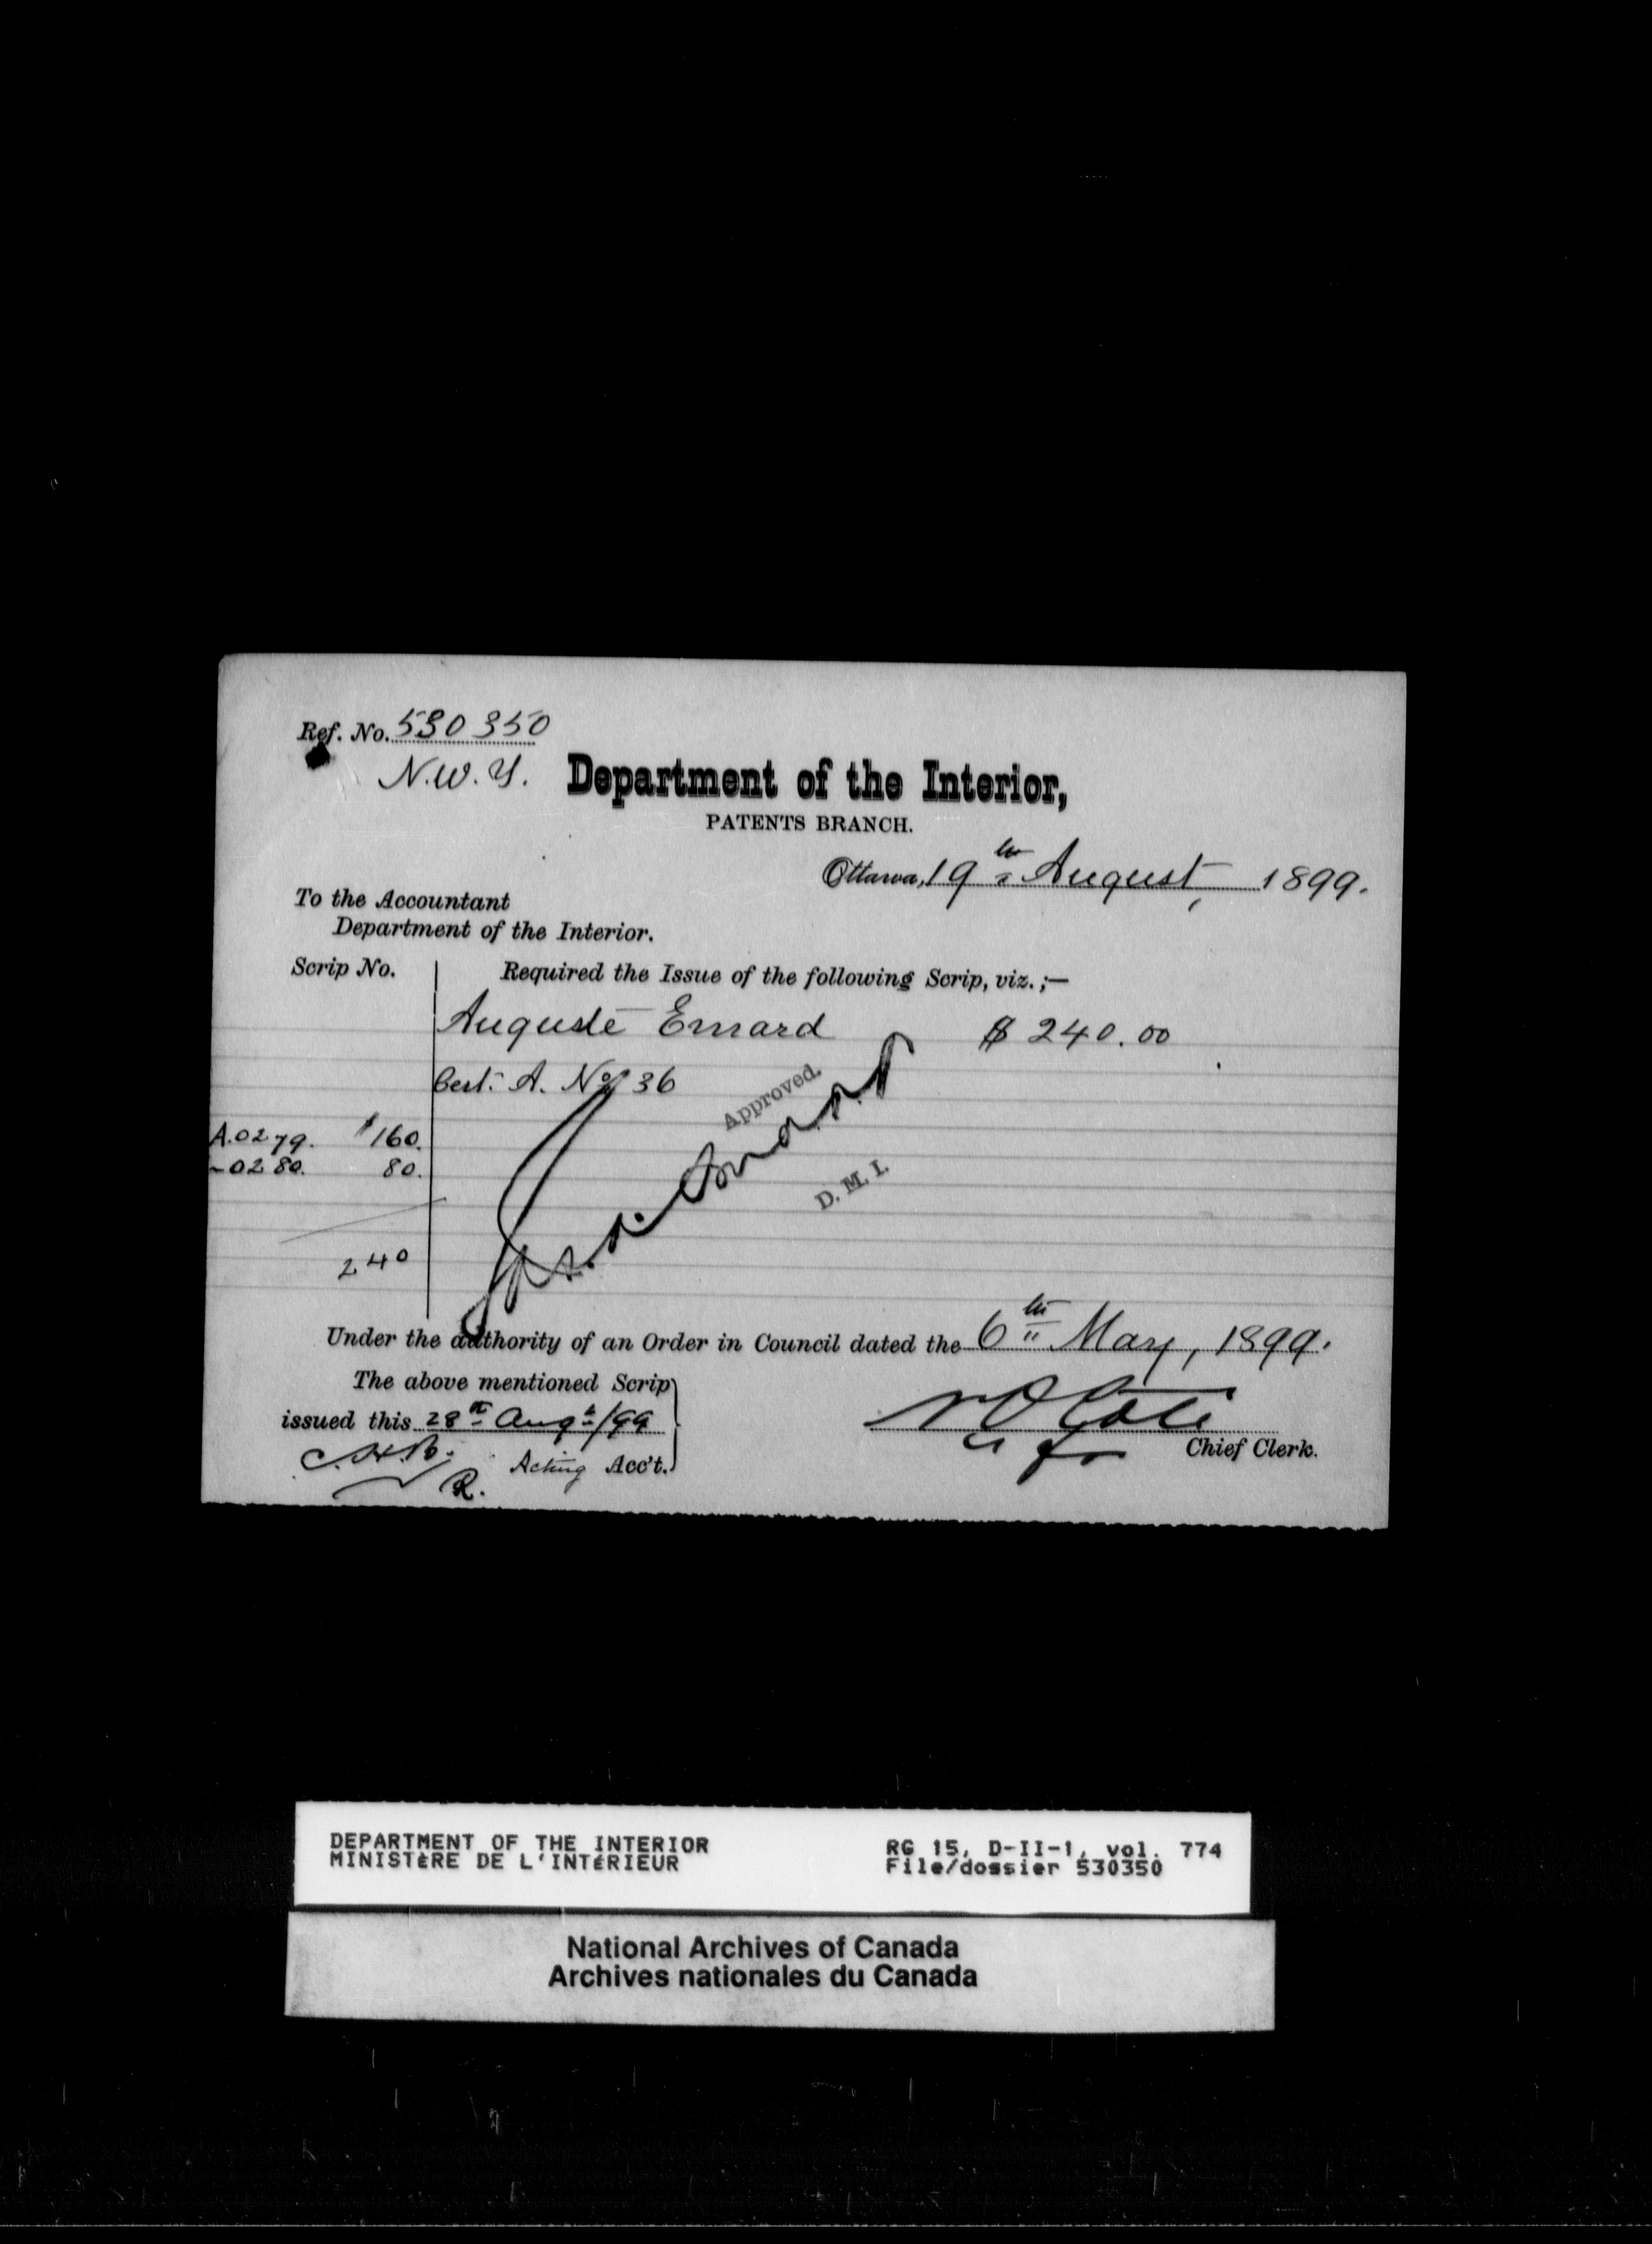 Ref. No. 530350
N.W.Y.
Department of the Interior,
PATENTS BRANCH.
Ottawa, 19th August, 1899.
To the Accountant
Department of the Interior.
Scrip No. Required the Issue of the following Scrip, viz.;—
Auguste Emard $240.00
Cert. A. No 36
Approved.
A.0279. $160.
0280. 80.
D. M. I.
240
Under the authority of an Order in Council dated the 6th May, 1899.
The above mentioned Scrip
issued this 28th Augt/99
N O Coté
Chief Clerk.
Acting Acc't.
R.
DEPARTMENT OF THE INTERIOR RG 15, D-II-1, vol. 774
MINISTÈRE DE L'INTÉRIEUR File/dossier 530350
National Archives of Canada
Archives nationales du Canada